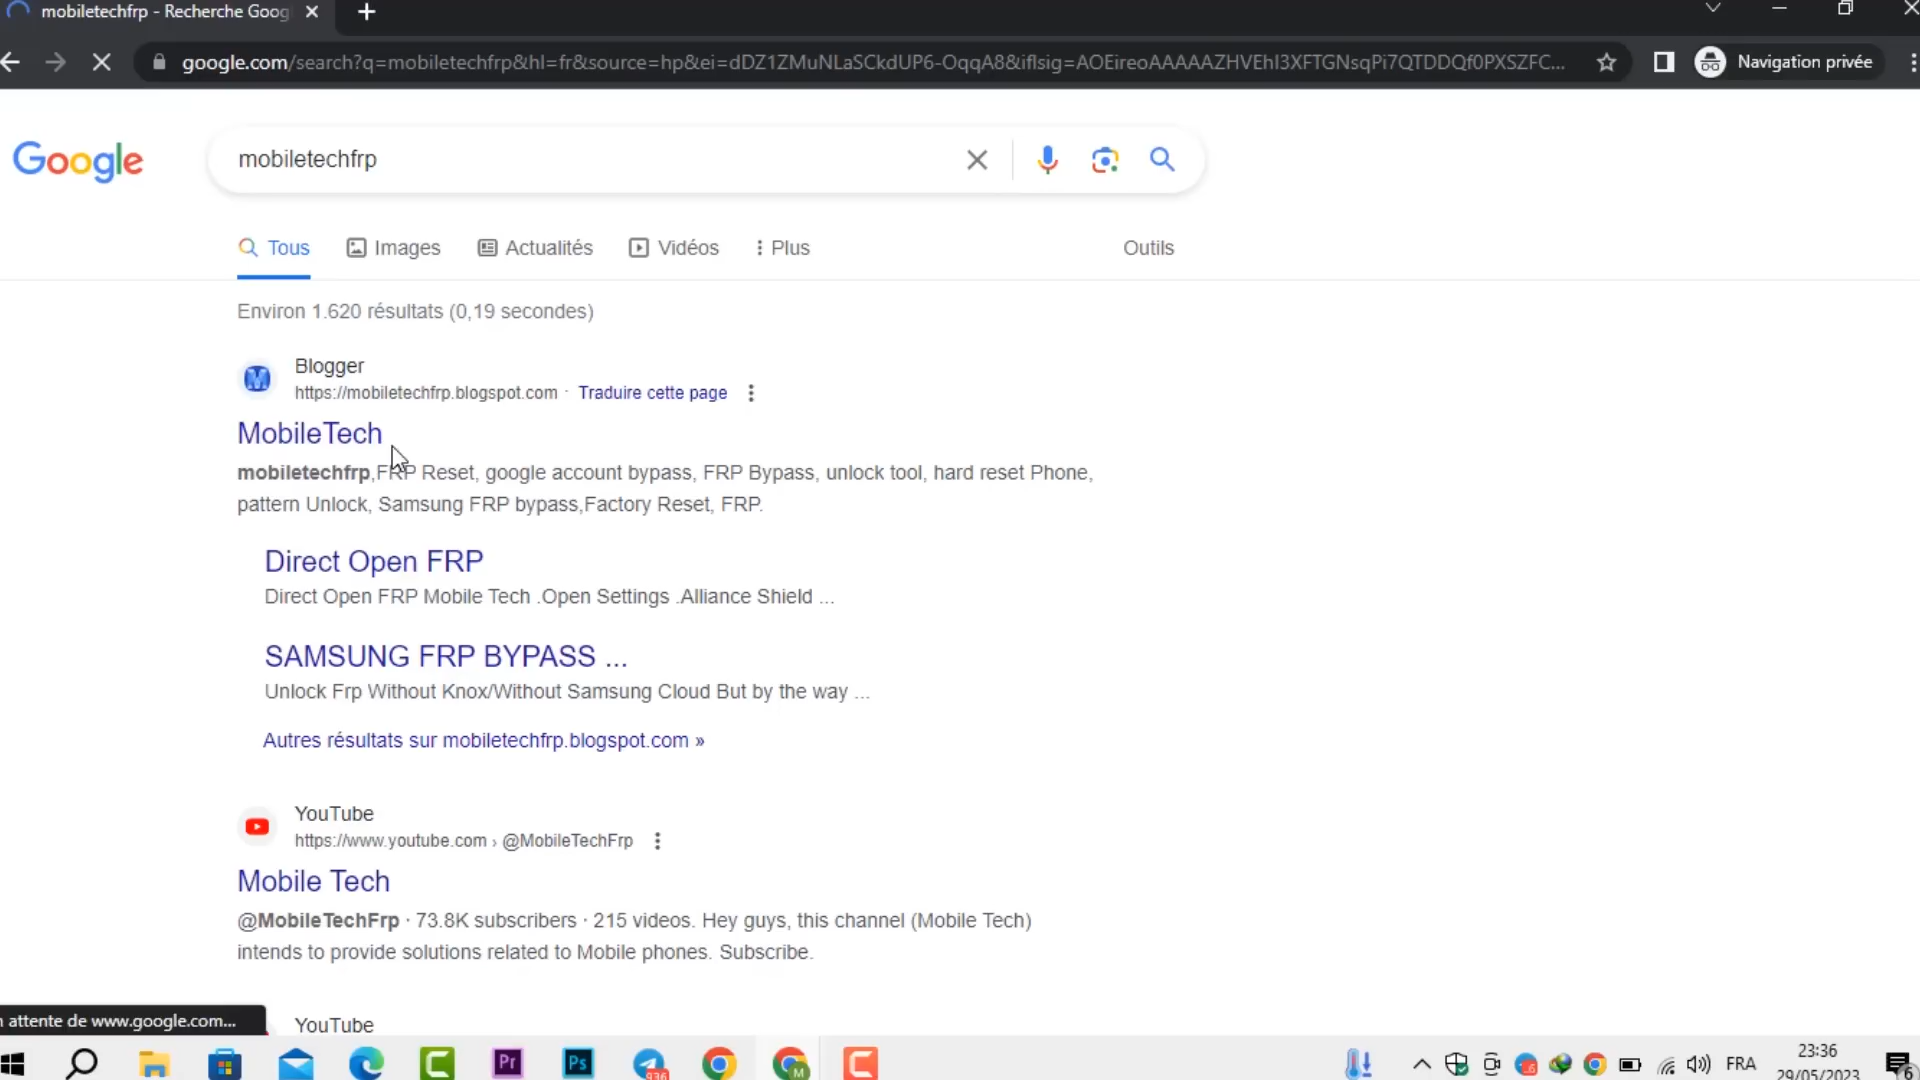 mobiletechfrp - Recherche Goog
google.com/search?q=mobiletechfrp&hl=fr&source=hp&ei=dDZ1ZMuNLaSCkdUP6-OqqA8&iflsig=AOEireoAAAAAZHVEhI3XFTGNsqPi7QTDDQf0PXSZFC...
Navigation privée
Google
mobiletechfrp
Tous
Images
Actualités
Vidéos
Plus
Outils
Environ 1.620 résultats (0,19 secondes)
Blogger
https://mobiletechfrp.blogspot.com · Traduire cette page
MobileTech
mobiletechfrp,FRP Reset, google account bypass, FRP Bypass, unlock tool, hard reset Phone,
pattern Unlock, Samsung FRP bypass,Factory Reset, FRP.
Direct Open FRP
Direct Open FRP Mobile Tech .Open Settings .Alliance Shield ...
SAMSUNG FRP BYPASS ...
Unlock Frp Without Knox/Without Samsung Cloud But by the way ...
Autres résultats sur mobiletechfrp.blogspot.com »
YouTube
https://www.youtube.com › @MobileTechFrp
Mobile Tech
@MobileTechFrp · 73.8K subscribers · 215 videos. Hey guys, this channel (Mobile Tech)
intends to provide solutions related to Mobile phones. Subscribe.
attente de www.google.com...
YouTube
Pr
Ps
936
M
FRA
23:36
29/05/2023
6